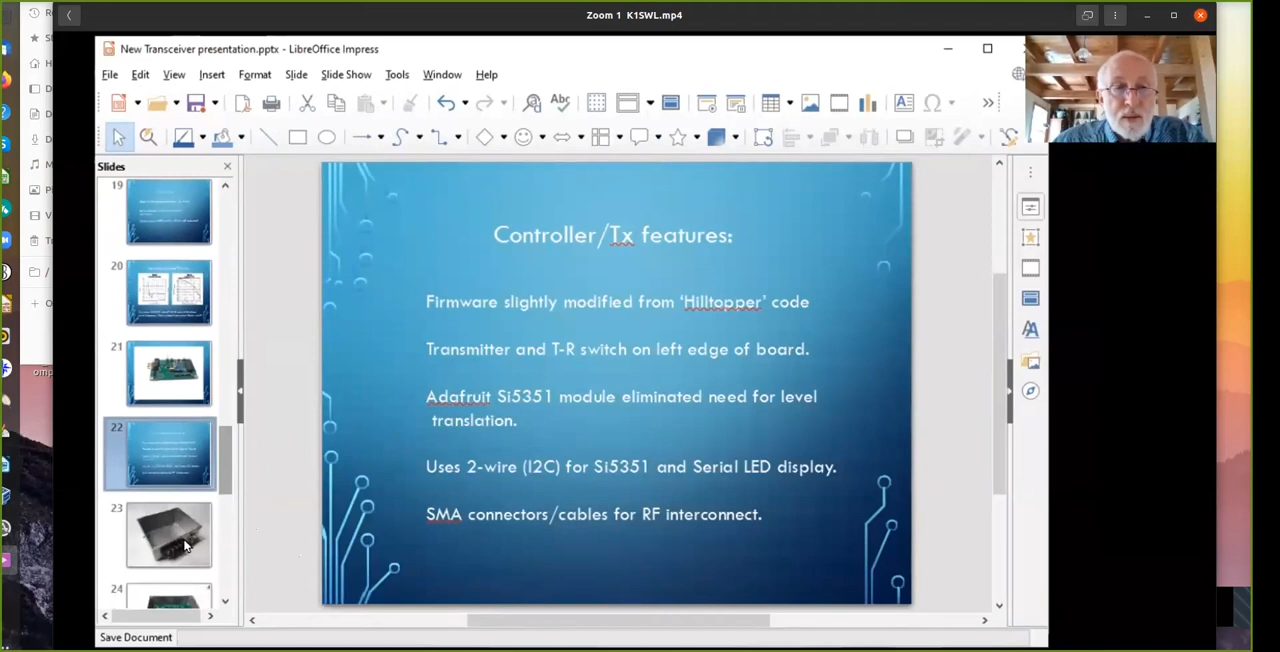 Zoom 1 K1SWL.mp4
New Transceiver presentation.pptx - LibreOffice Impress
File Edit View Insert Format Slide Slide Show Tools Window Help
Abc
Slides
19
20
21
22
23
24
Controller/Tx features:
Firmware slightly modified from ‘Hilltopper’ code
Transmitter and T-R switch on left edge of board.
Adafruit Si5351 module eliminated need for level
translation.
Uses 2-wire (I2C) for Si5351 and Serial LED display.
SMA connectors/cables for RF interconnect.
Save Document